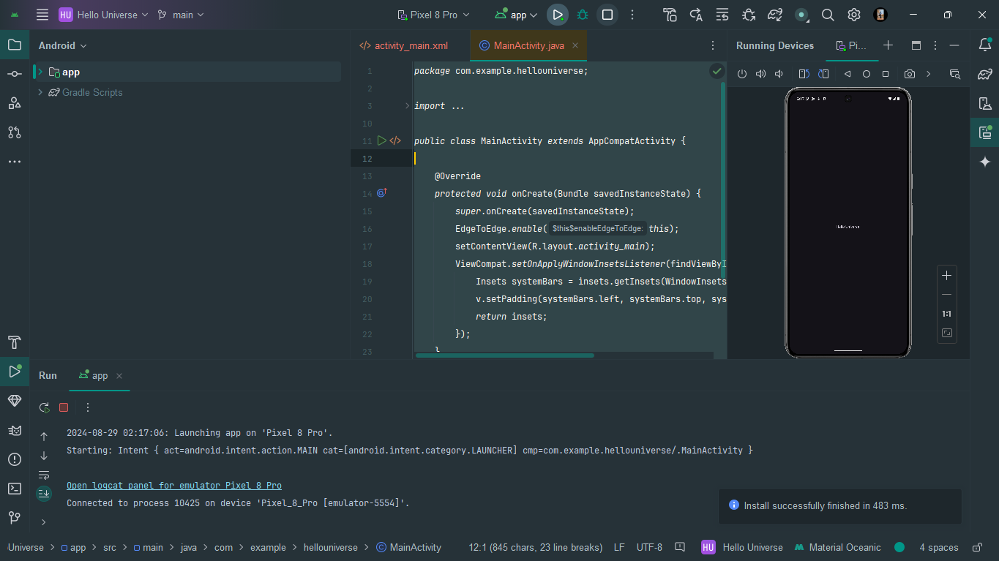 HU Hello Universe main Pixel 8 Pro app
Android
app
Gradle Scripts
activity_main.xml MainActivity.java
1 package com.example.hellouniverse;
2
3 import ...
10
11 public class MainActivity extends AppCompatActivity {
12
13 @Override
14 protected void onCreate(Bundle savedInstanceState) {
15 super.onCreate(savedInstanceState);
16 EdgeToEdge.enable( $this$enableEdgeToEdge: this);
17 setContentView(R.layout.activity_main);
18 ViewCompat.setOnApplyWindowInsetsListener(findViewByI
19 Insets systemBars = insets.getInsets(WindowInsets
20 v.setPadding(systemBars.left, systemBars.top, sys
21 return insets;
22 });
23 }
Running Devices Pi...
2:17
Hello Universe
1:1
Run app
2024-08-29 02:17:06: Launching app on 'Pixel 8 Pro'.
Starting: Intent { act=android.intent.action.MAIN cat=[android.intent.category.LAUNCHER] cmp=com.example.hellouniverse/.MainActivity }
Open logcat panel for emulator Pixel 8 Pro
Connected to process 10425 on device 'Pixel_8_Pro [emulator-5554]'.
Install successfully finished in 483 ms.
Universe > app > src > main > java > com > example > hellouniverse > MainActivity 12:1 (845 chars, 23 line breaks) LF UTF-8 HU Hello Universe Material Oceanic 4 spaces